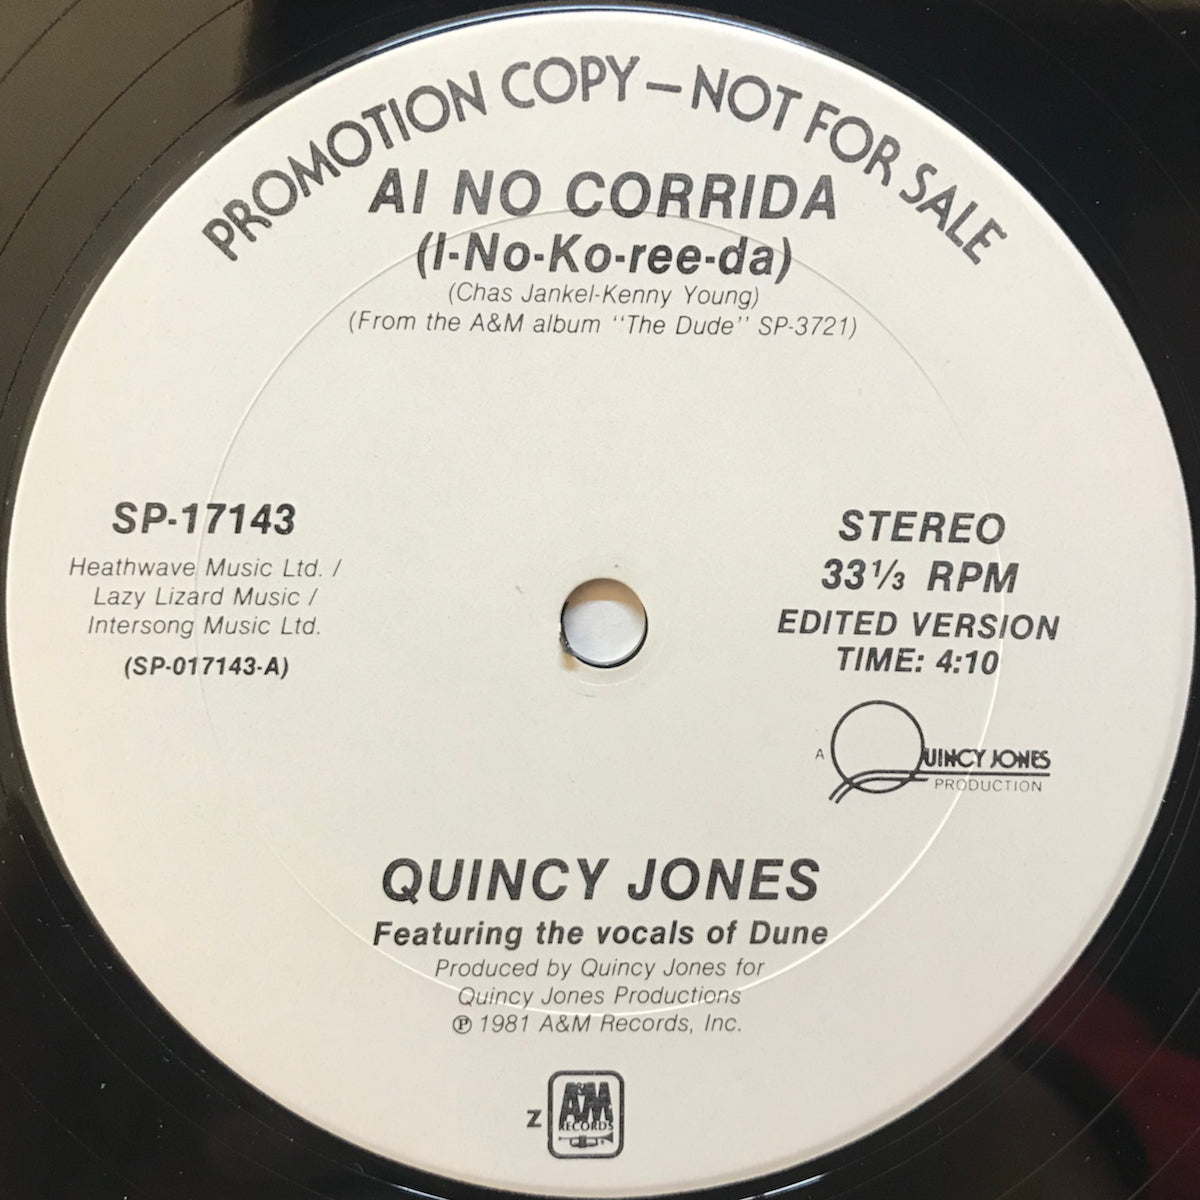 PROMOTION COPY—NOT FOR SALE
AI NO CORRIDA
(I-No-Ko-ree-da)
(Chas Jankel-Kenny Young)
(From the A&M album "The Dude" SP-3721)
SP-17143
Heathwave Music Ltd. /
Lazy Lizard Music /
Intersong Music Ltd.
(SP-017143-A)
STEREO
33 1/3 RPM
EDITED VERSION
TIME: 4:10
A QUINCY JONES
PRODUCTION
QUINCY JONES
Featuring the vocals of Dune
Produced by Quincy Jones for
Quincy Jones Productions
℗ 1981 A&M Records, Inc.
Z A&M
RECORDS